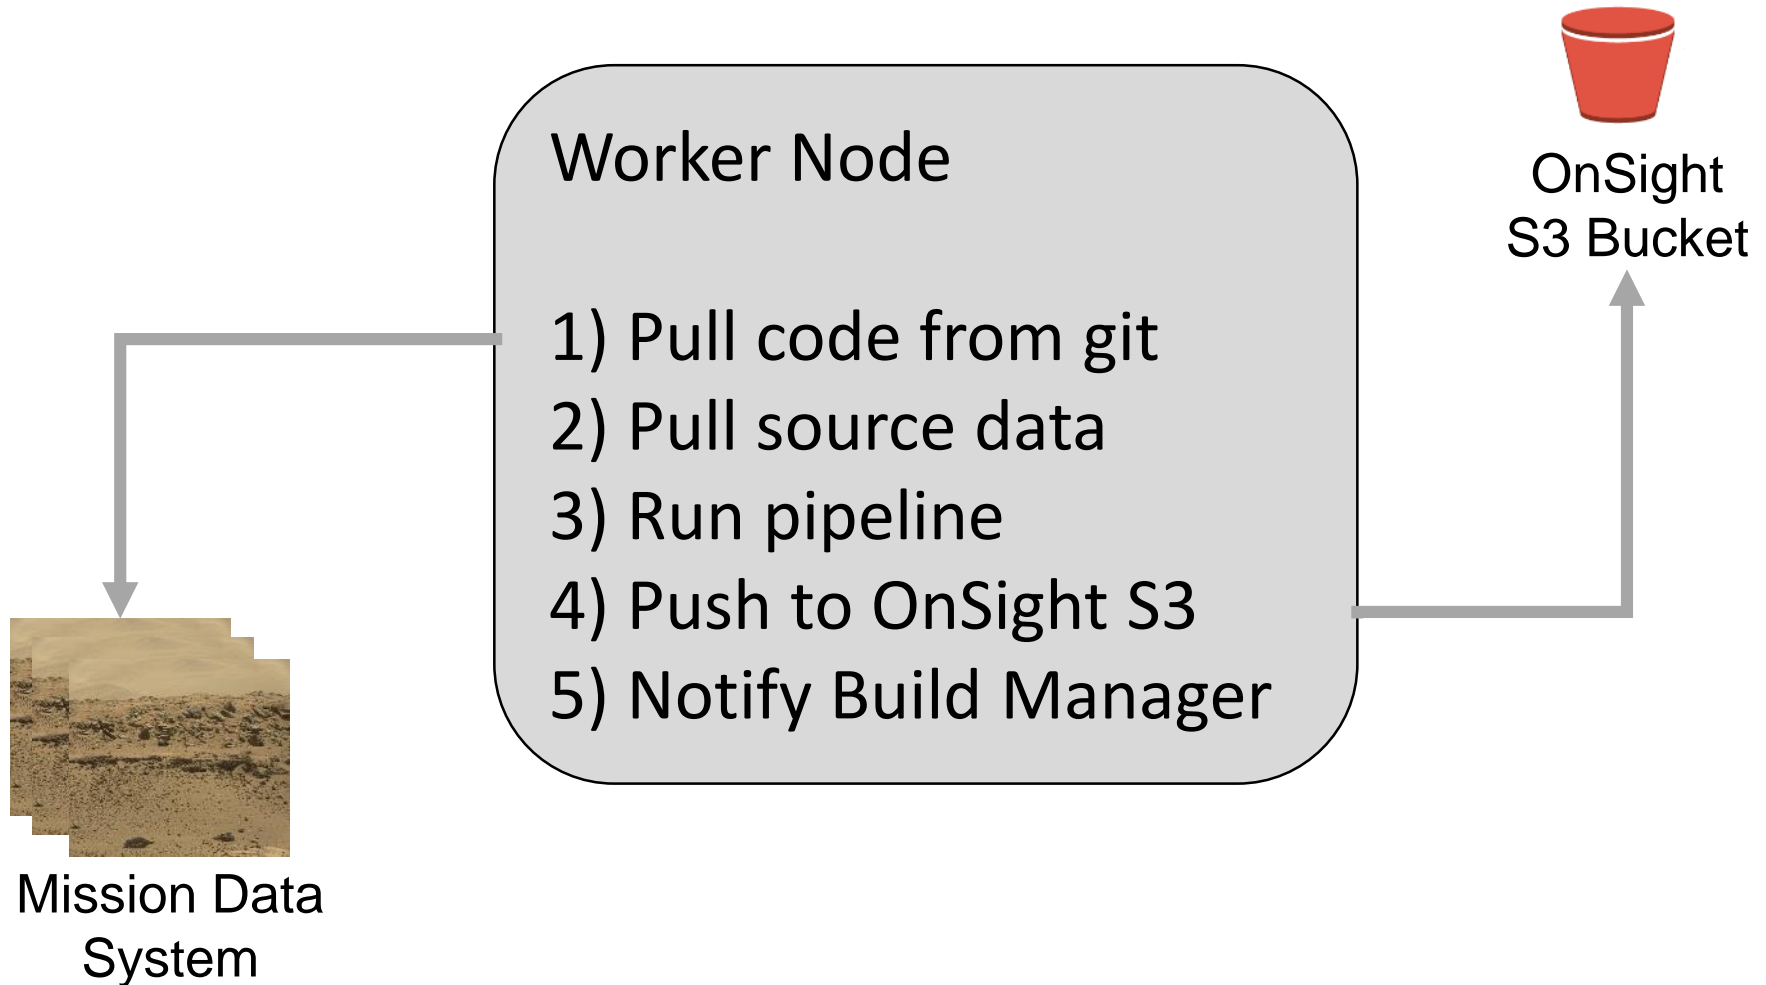 Worker Node
1) Pull code from git
2) Pull source data
3) Run pipeline
4) Push to OnSight S3
5) Notify Build Manager
OnSight
S3 Bucket
Mission Data
System